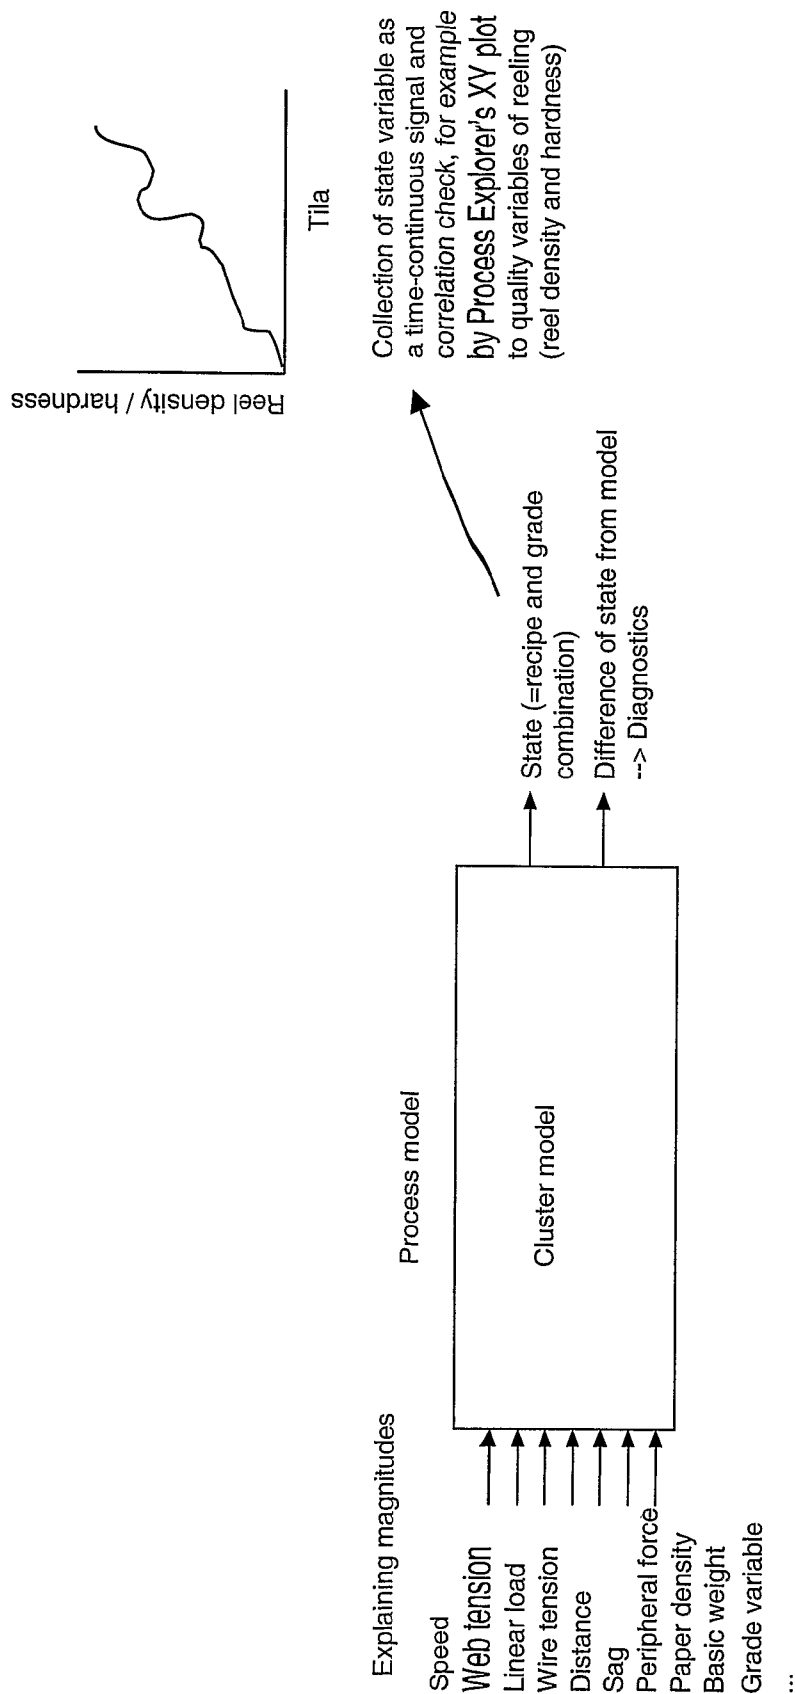 Explaining magnitudes
Speed
Web tension
Linear load
Wire tension
Distance
Sag
Peripheral force
Paper density
Basic weight
Grade variable
...
Process model
Cluster model
State (=recipe and grade
combination)
Difference of state from model
--> Diagnostics
Reel density / hardness
Tila
Collection of state variable as
a time-continuous signal and
correlation check, for example
by Process Explorer's XY plot
to quality variables of reeling
(reel density and hardness)